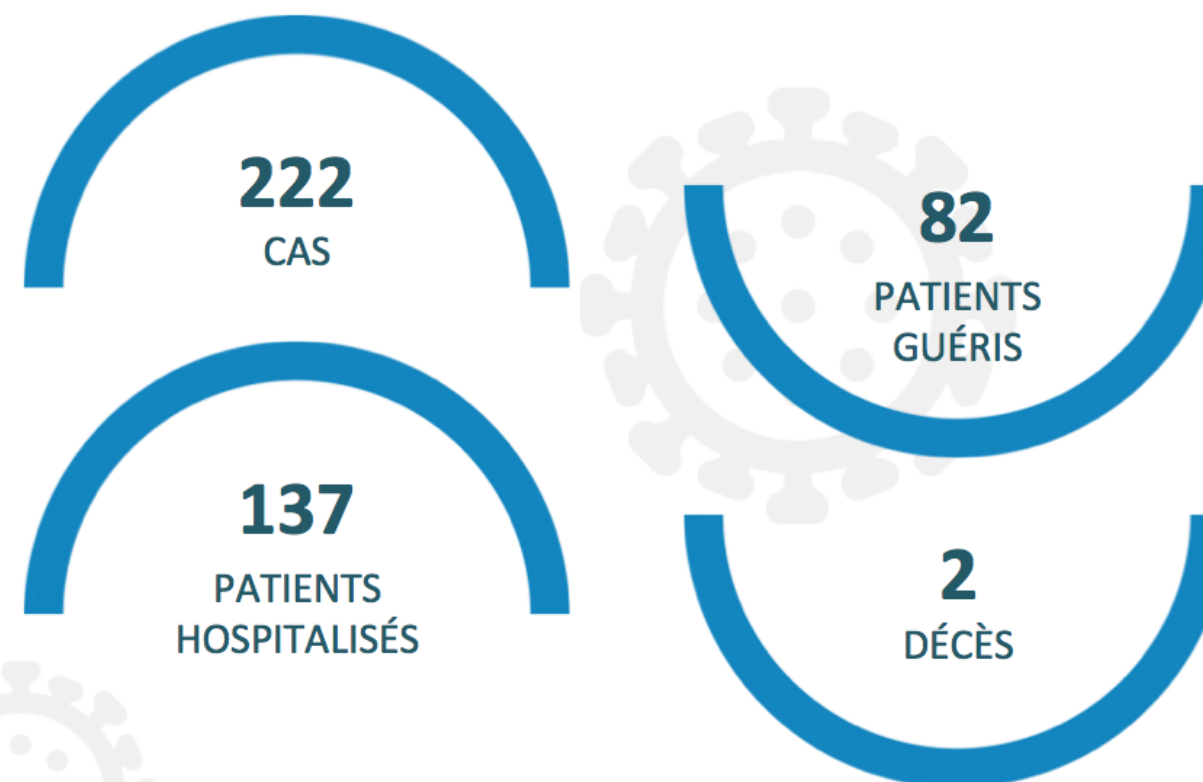 222
CAS
82
PATIENTS
GUÉRIS
137
PATIENTS
HOSPITALISÉS
2
DÉCÈS